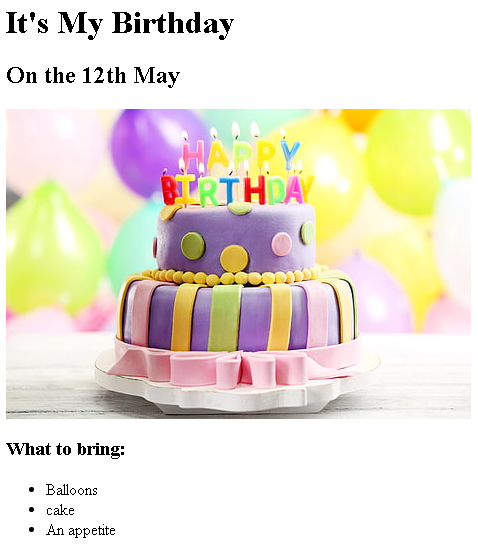 It's My Birthday
On the 12th May
HAPPY
BIRTHDAY
What to bring:
Balloons
cake
An appetite